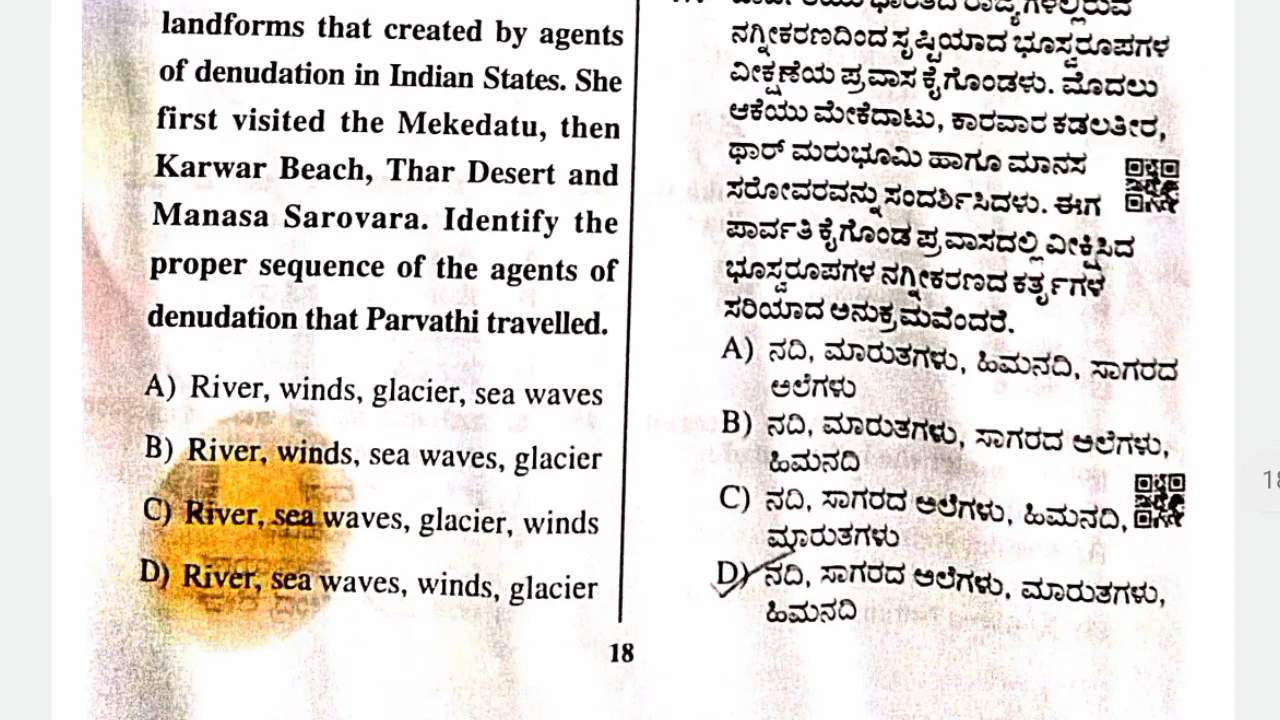 landforms that created by agents
of denudation in Indian States. She
first visited the Mekedatu, then
Karwar Beach, Thar Desert and
Manasa Sarovara. Identify the
proper sequence of the agents of
denudation that Parvathi travelled.
A) River, winds, glacier, sea waves
B) River, winds, sea waves, glacier
C) River, sea waves, glacier, winds
D) River, sea waves, winds, glacier
ನಗ್ನೀಕರಣದಿಂದ ಸೃಷ್ಟಿಯಾದ ಭೂಸ್ವರೂಪಗಳ
ವೀಕ್ಷಣೆಯ ಪ್ರವಾಸ ಕೈಗೊಂಡಳು. ಮೊದಲು
ಆಕೆಯು ಮೇಕೆದಾಟು, ಕಾರವಾರ ಕಡಲತೀರ,
ಥಾರ್ ಮರುಭೂಮಿ ಹಾಗೂ ಮಾನಸ
ಸರೋವರವನ್ನು ಸಂದರ್ಶಿಸಿದಳು. ಈಗ
ಪಾರ್ವತಿ ಕೈಗೊಂಡ ಪ್ರವಾಸದಲ್ಲಿ ವೀಕ್ಷಿಸಿದ
ಭೂಸ್ವರೂಪಗಳ ನಗ್ನೀಕರಣದ ಕರ್ತೃಗಳ
ಸರಿಯಾದ ಅನುಕ್ರಮವೆಂದರೆ.
A) ನದಿ, ಮಾರುತಗಳು, ಹಿಮನದಿ, ಸಾಗರದ
ಅಲೆಗಳು
B) ನದಿ, ಮಾರುತಗಳು, ಸಾಗರದ ಅಲೆಗಳು,
ಹಿಮನದಿ
C) ನದಿ, ಸಾಗರದ ಅಲೆಗಳು, ಹಿಮನದಿ,
ಮಾರುತಗಳು
D) ನದಿ, ಸಾಗರದ ಅಲೆಗಳು, ಮಾರುತಗಳು,
ಹಿಮನದಿ
18